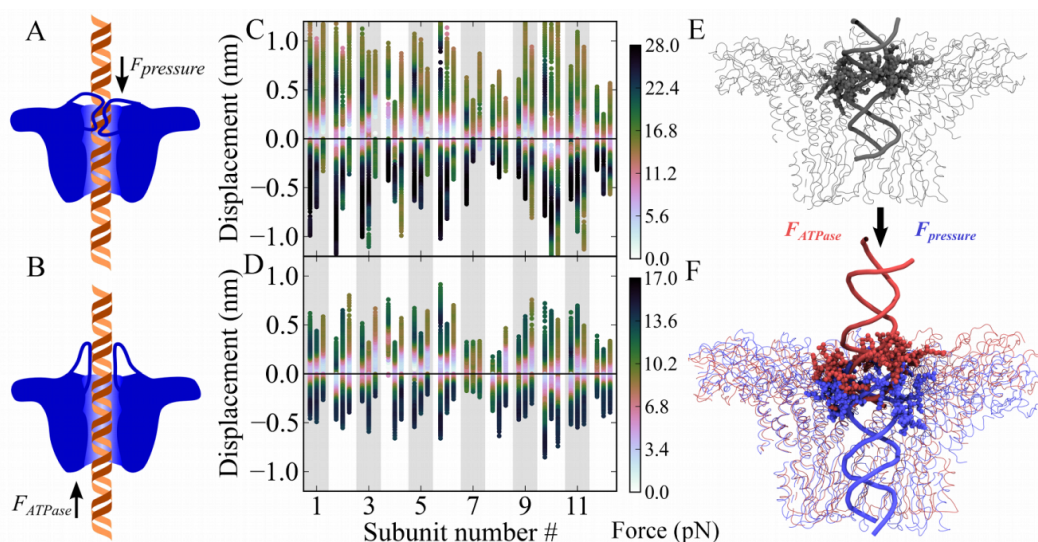 A
F_pressure
B
F_ATPase
C
Displacement (nm)
1.0
0.5
0.0
−0.5
−1.0
28.0
22.4
16.8
11.2
5.6
0.0
D
Displacement (nm)
1.0
0.5
0.0
−0.5
−1.0
1 3 5 7 9 11
Subunit number #
17.0
13.6
10.2
6.8
3.4
0.0
Force (pN)
E
F_ATPase F_pressure
F